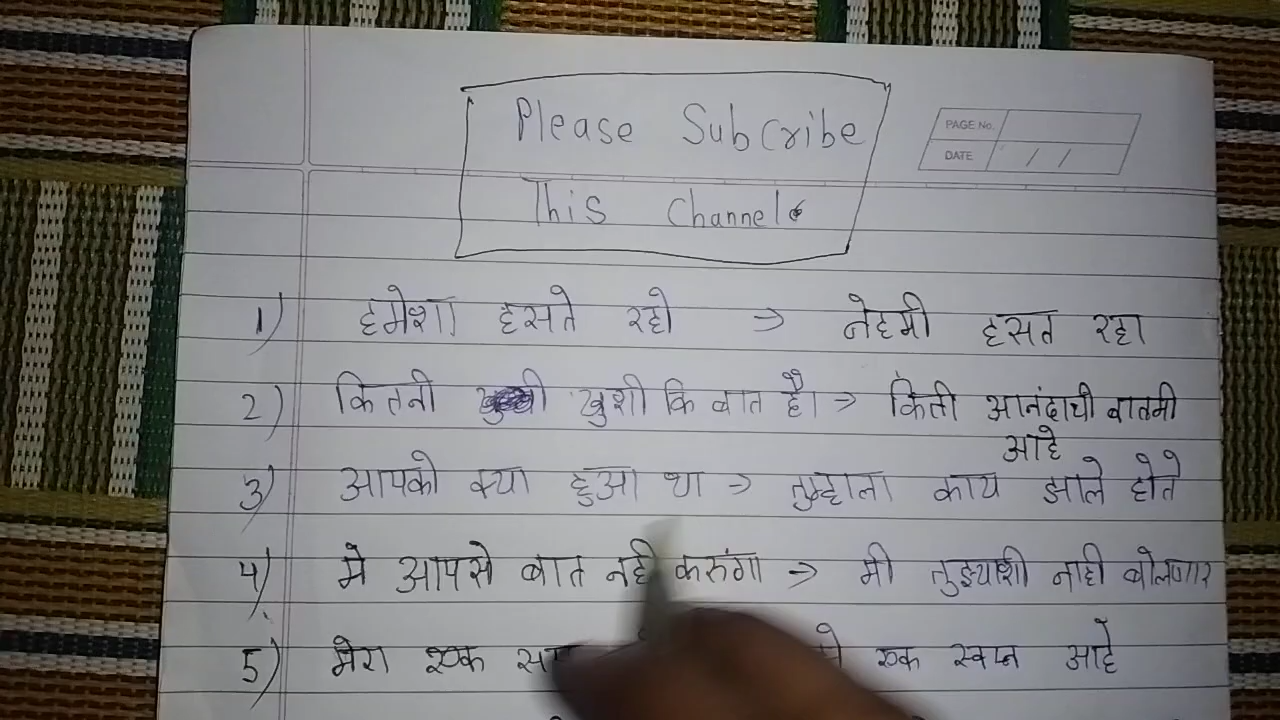 Please Subcribe
This Channel
PAGE No.
DATE / /
1) हमेशा हसते रहो ⇒ नेहमी हसत रहा
2) कितनी खुशी कि बात है। ⇒ किती आनंदाची बातमी
आहे
3) आपको क्या हुआ था ⇒ तुम्हाला काय झाले होते
4) मे आपसे बात नही करुंगा ⇒ मी तुझ्याशी नाही बोलणार
5) मेरा एक एक स्वप्न आहे